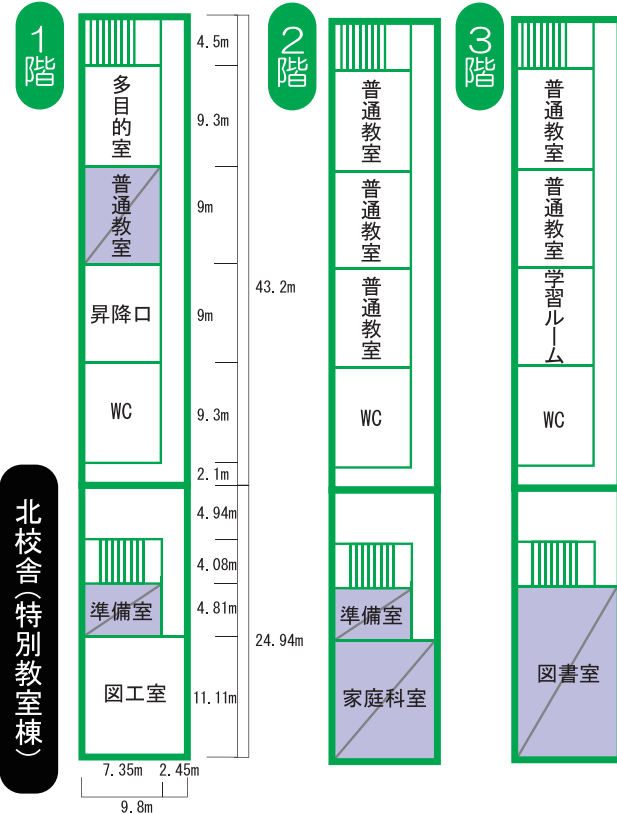 1階
4.5m
多目的室
9.3m
普通教室
9m
昇降口
9m
43.2m
WC
9.3m
2.1m
4.94m
4.08m
準備室
4.81m
24.94m
図工室
11.11m
7.35m
2.45m
9.8m
2階
普通教室
普通教室
普通教室
WC
準備室
家庭科室
3階
普通教室
普通教室
学習ルーム
WC
図書室
北校舎(特別教室棟)